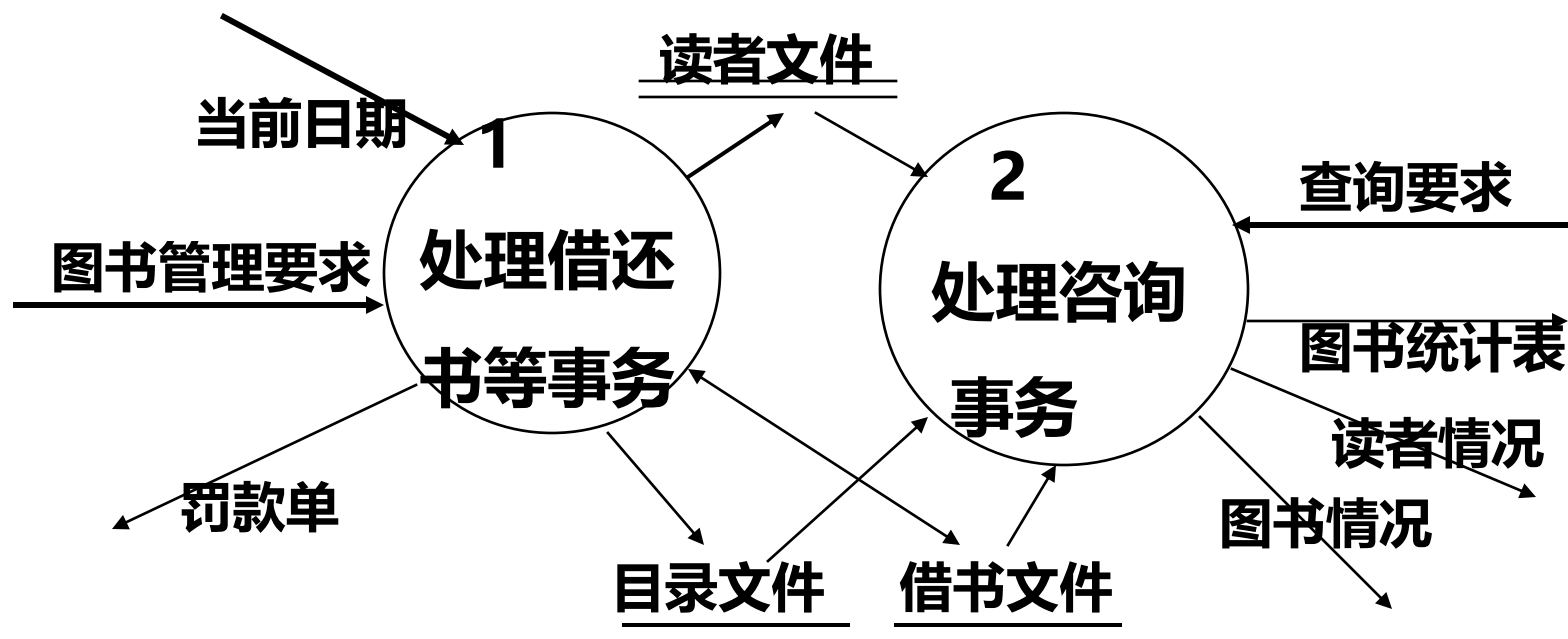 读者文件
当前日期
1
2
查询要求
图书管理要求
处理借还
书等事务
处理咨询
事务
图书统计表
读者情况
罚款单
图书情况
目录文件
借书文件